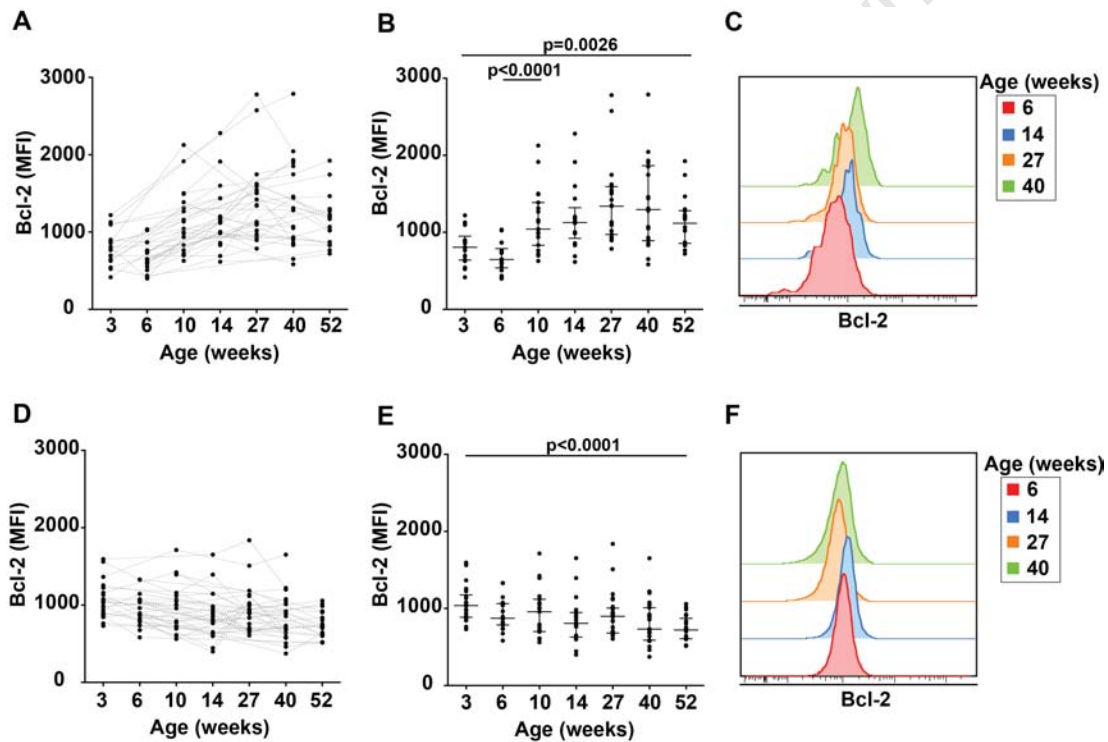 A
3000
2000
1000
0
Bcl-2 (MFI)
3 6 10 14 27 40 52
Age (weeks)
B
p=0.0026
p<0.0001
3000
2000
1000
0
Bcl-2 (MFI)
3 6 10 14 27 40 52
Age (weeks)
C
Age (weeks)
6
14
27
40
Bcl-2
D
3000
2000
1000
0
Bcl-2 (MFI)
3 6 10 14 27 40 52
Age (weeks)
E
p<0.0001
3000
2000
1000
0
Bcl-2 (MFI)
3 6 10 14 27 40 52
Age (weeks)
F
Age (weeks)
6
14
27
40
Bcl-2